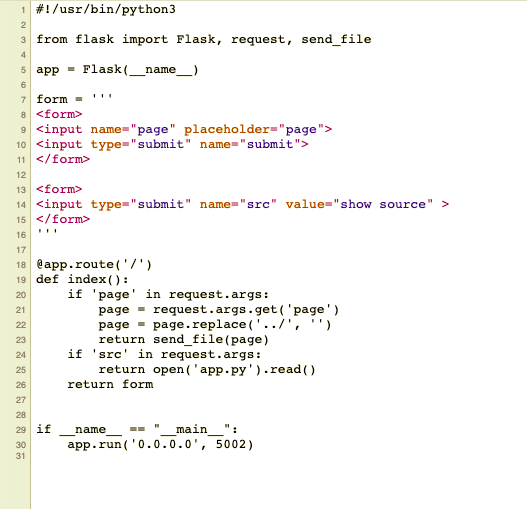 1 #!/usr/bin/python3
2
3 from flask import Flask, request, send_file
4
5 app = Flask(__name__)
6
7 form = '''
8 <form>
9 <input name="page" placeholder="page">
10 <input type="submit" name="submit">
11 </form>
12
13 <form>
14 <input type="submit" name="src" value="show source" >
15 </form>
16 '''
17
18 @app.route('/')
19 def index():
20     if 'page' in request.args:
21         page = request.args.get('page')
22         page = page.replace('../', '')
23         return send_file(page)
24     if 'src' in request.args:
25         return open('app.py').read()
26     return form
27
28
29 if __name__ == "__main__":
30     app.run('0.0.0.0', 5002)
31